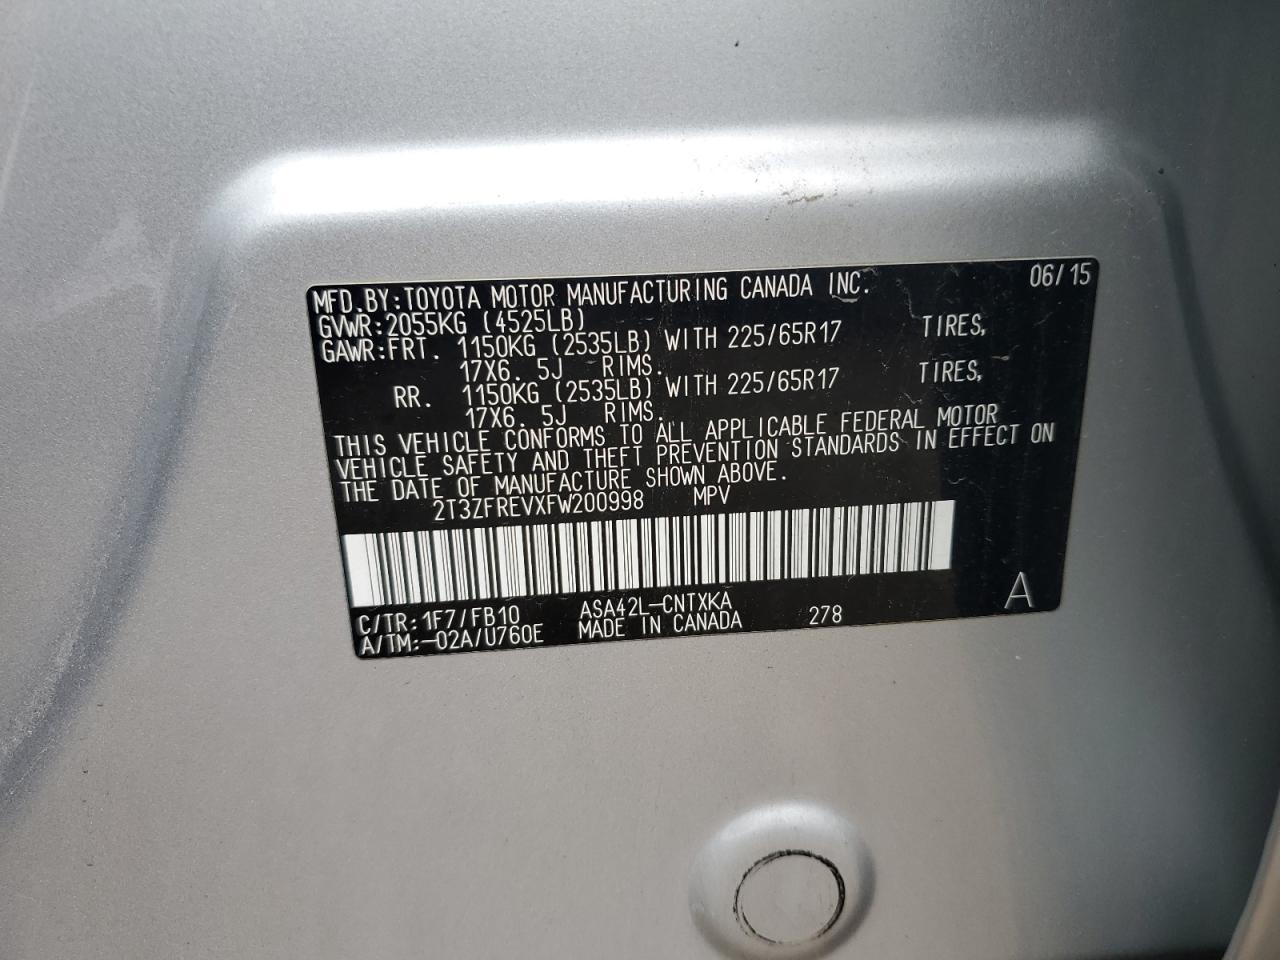 MFD.BY:TOYOTA MOTOR MANUFACTURING CANADA INC. 06/15
GVWR:2055KG (4525LB)
GAWR:FRT. 1150KG (2535LB) WITH 225/65R17 TIRES,
17X6. 5J RIMS.
RR. 1150KG (2535LB) WITH 225/65R17 TIRES,
17X6. 5J RIMS.
THIS VEHICLE CONFORMS TO ALL APPLICABLE FEDERAL MOTOR
VEHICLE SAFETY AND THEFT PREVENTION STANDARDS IN EFFECT ON
THE DATE OF MANUFACTURE SHOWN ABOVE.
2T3ZFREVXFW200998 MPV
C/TR:1F7/FB10 ASA42L-CNTXKA A
A/TM:-02A/U760E MADE IN CANADA 278